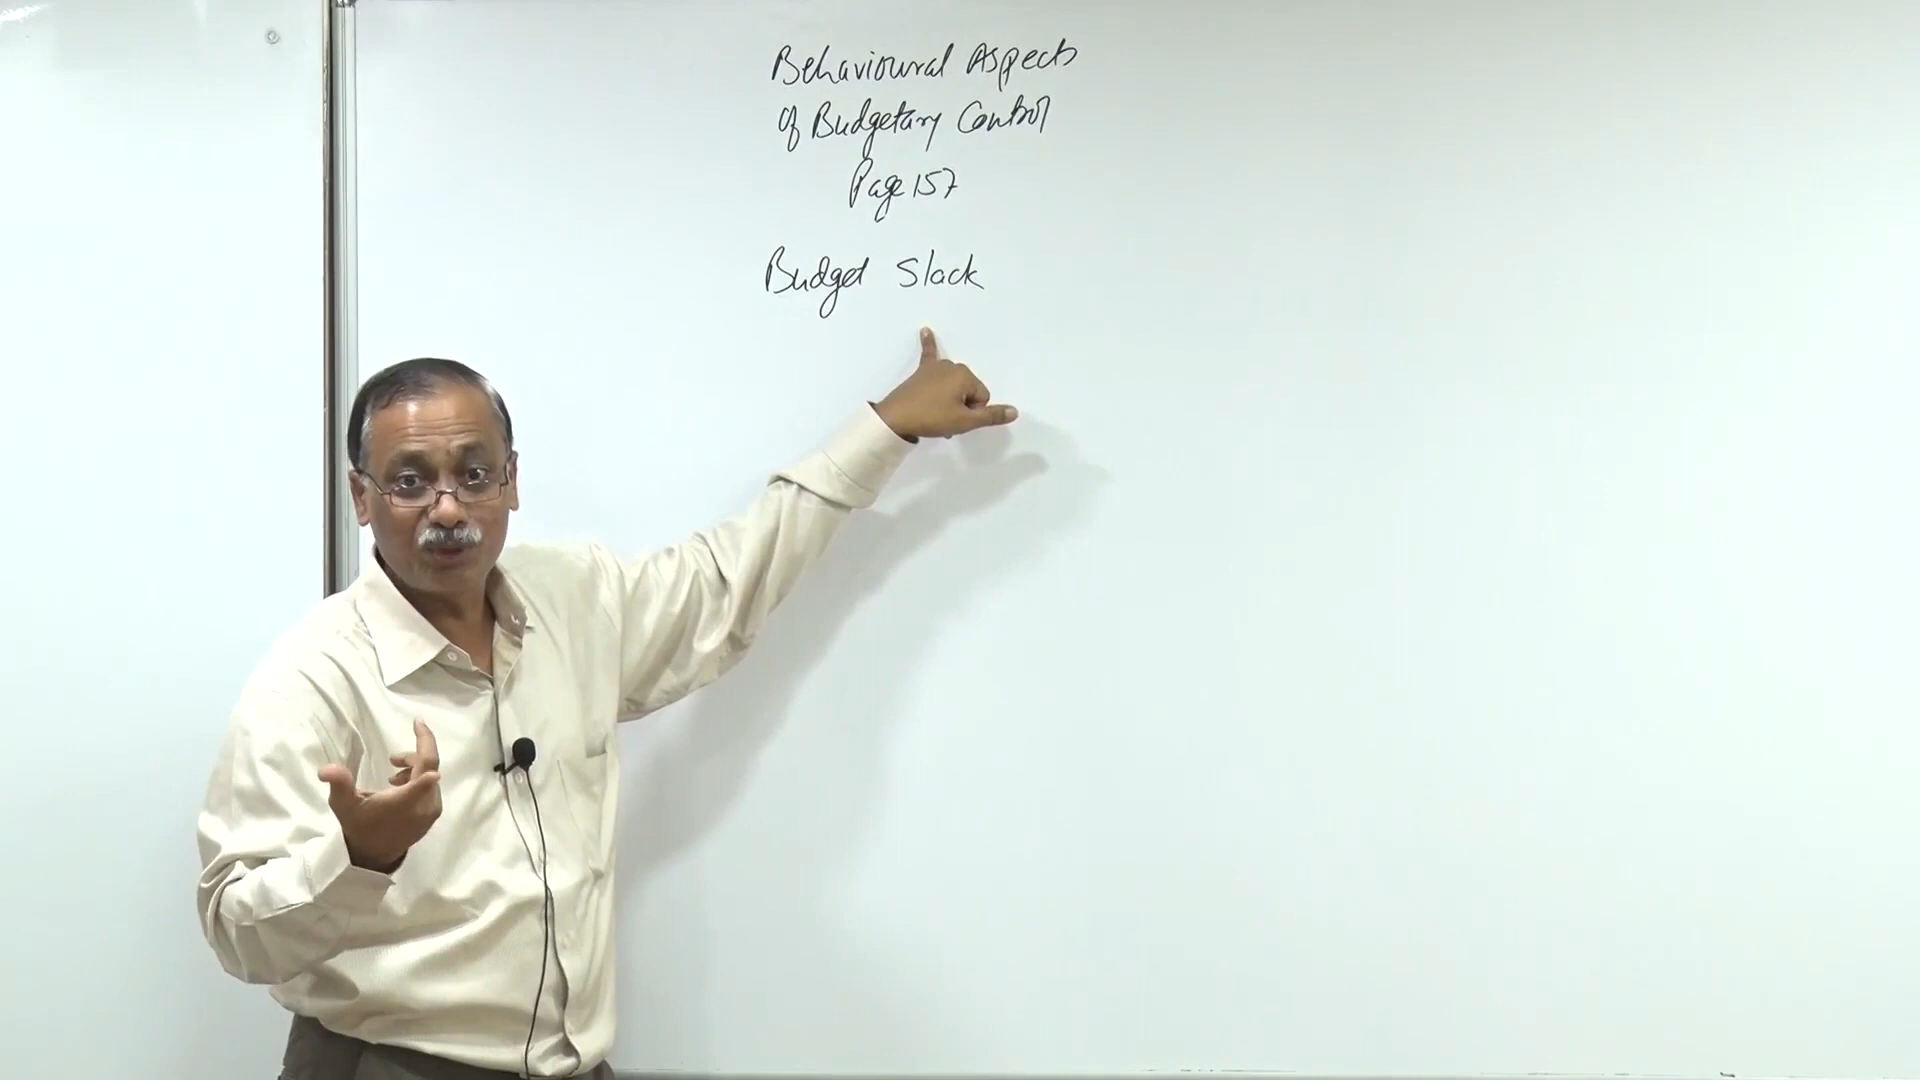 Behavioural Aspects
of Budgetary Control
Page 157
Budget Slack